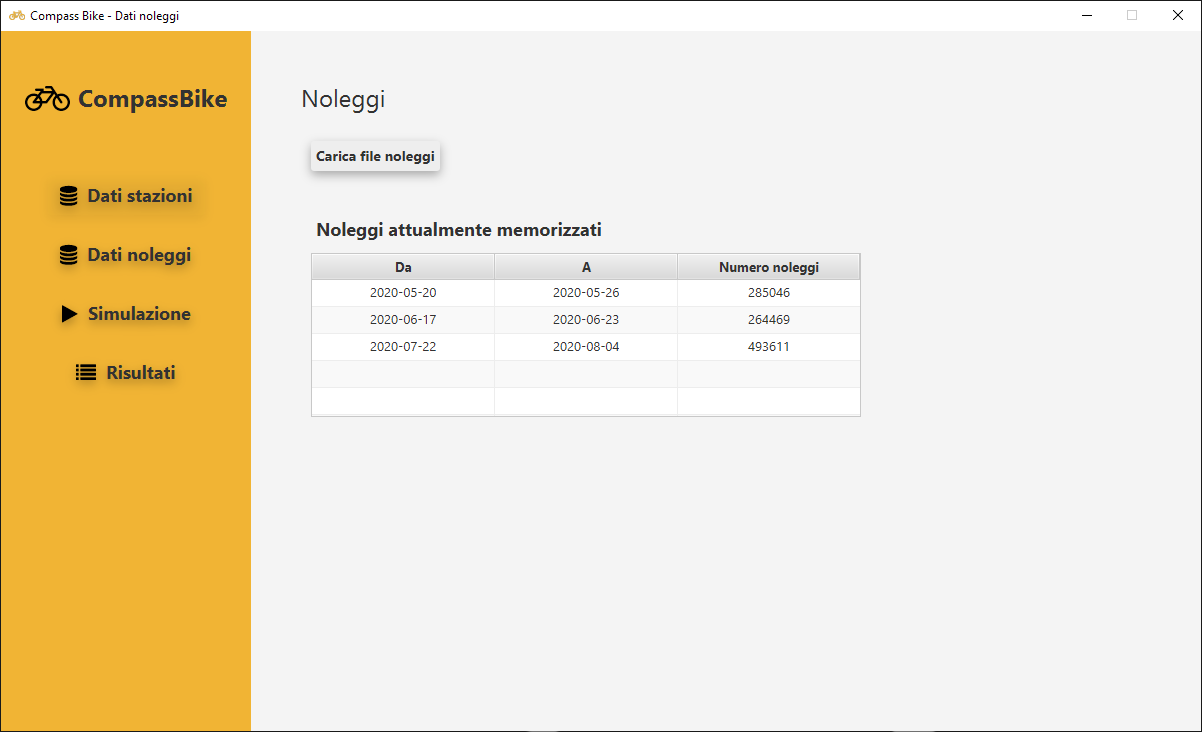 Compass Bike - Dati noleggi
CompassBike
Dati stazioni
Dati noleggi
Simulazione
Risultati
Noleggi
Carica file noleggi
Noleggi attualmente memorizzati
Da A Numero noleggi
2020-05-20 2020-05-26 285046
2020-06-17 2020-06-23 264469
2020-07-22 2020-08-04 493611